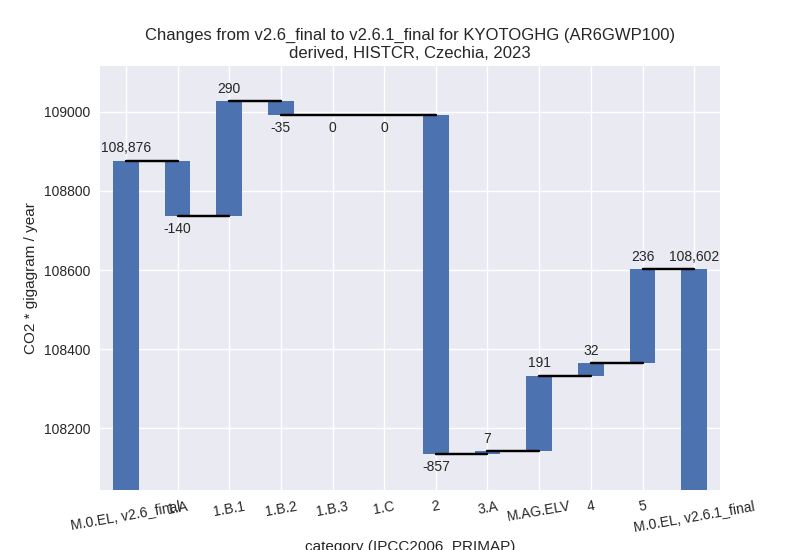 Changes from v2.6_final to v2.6.1_final for KYOTOGHG (AR6GWP100)
derived, HISTCR, Czechia, 2023
CO2 * gigagram / year
109000
108800
108600
108400
108200
108,876
-140
290
-35
0
0
-857
7
191
32
236
108,602
M.0.EL, v2.6_final
1.A
1.B.1
1.B.2
1.B.3
1.C
2
3.A
M.AG.ELV
4
5
M.0.EL, v2.6.1_final
category (IPCC2006_PRIMAP)